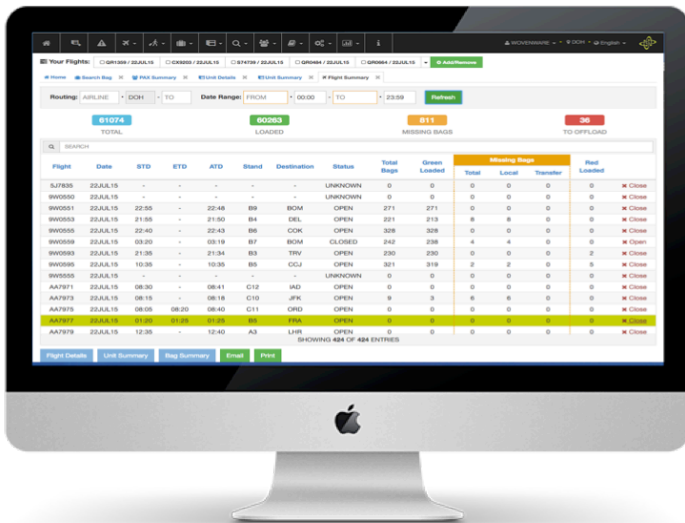 WOVENWARE DOH English
Your Flights: QR1359 / 22JUL15 CX9203 / 22JUL15 S74739 / 22JUL15 QR0484 / 22JUL15 QR0964 / 22JUL15 Add/Remove
Home Search Bag PAX Summary Unit Details Unit Summary Flight Summary
Routing: AIRLINE - DOH - TO Date Range: FROM 00:00 - TO 23:59 Refresh
61074 60263 811 36
TOTAL LOADED MISSING BAGS TO OFFLOAD
SEARCH
Flight Date STD ETD ATD Stand Destination Status Total Bags Green Loaded Missing Bags Total Local Transfer Red Loaded
5J7835 22JUL15 - - - - - UNKNOWN 0 0 0 0 0 0 × Close
9W0550 22JUL15 - - - - - UNKNOWN 0 0 0 0 0 0 × Close
9W0551 22JUL15 22:55 - 22:48 B9 BOM OPEN 271 271 0 0 0 0 × Close
9W0553 22JUL15 21:55 - 21:50 B4 DEL OPEN 221 213 8 8 0 0 × Close
9W0555 22JUL15 22:40 - 22:43 B6 COK OPEN 328 328 0 0 0 0 × Close
9W0559 22JUL15 03:20 - 03:19 B7 BOM CLOSED 242 238 4 4 0 0 × Open
9W0593 22JUL15 21:35 - 21:34 B3 TRV OPEN 230 230 0 0 0 2 × Close
9W0595 22JUL15 10:35 - 10:35 B5 CCJ OPEN 321 319 2 2 0 5 × Close
9W5555 22JUL15 - - - - - UNKNOWN 0 0 0 0 0 0 × Close
AA7971 22JUL15 08:30 - 08:41 C12 IAD OPEN 0 0 0 0 0 0 × Close
AA7973 22JUL15 08:15 - 08:18 C10 JFK OPEN 9 3 6 6 0 0 × Close
AA7975 22JUL15 08:05 08:20 08:40 C11 ORD OPEN 0 0 0 0 0 0 × Close
AA7977 22JUL15 01:20 01:25 01:25 B5 FRA OPEN 0 0 0 0 0 0 × Close
AA7979 22JUL15 12:35 - 12:40 A3 LHR OPEN 0 0 0 0 0 0 × Close
SHOWING 424 OF 424 ENTRIES
Flight Details Unit Summary Bag Summary Email Print